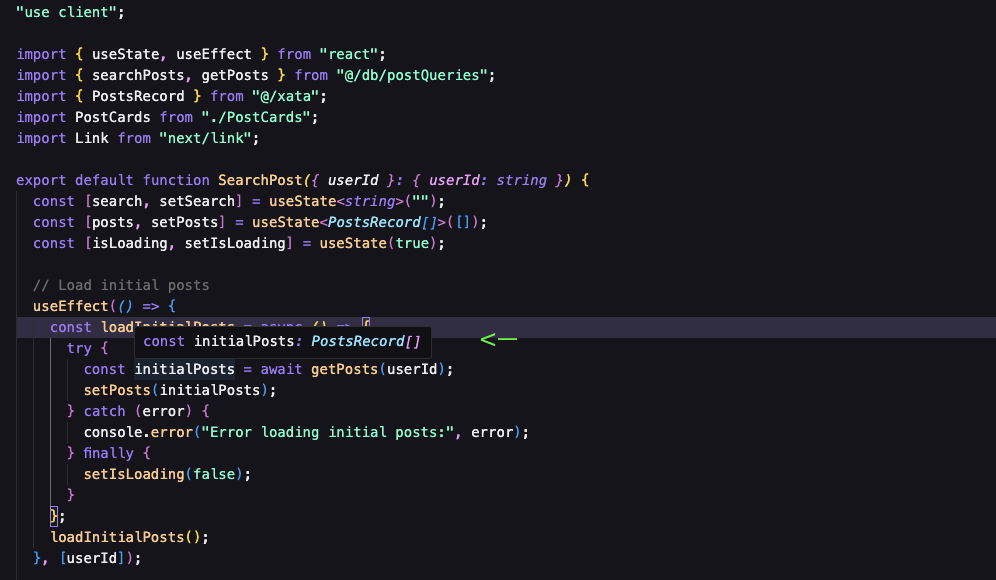 "use client";
import { useState, useEffect } from "react";
import { searchPosts, getPosts } from "@/db/postQueries";
import { PostsRecord } from "@/xata";
import PostCards from "./PostCards";
import Link from "next/link";
export default function SearchPost({ userId }: { userId: string }) {
const [search, setSearch] = useState<string>("");
const [posts, setPosts] = useState<PostsRecord[]>([]);
const [isLoading, setIsLoading] = useState(true);
// Load initial posts
useEffect(() => {
const loadInitialPosts = async () => {
const initialPosts: PostsRecord[]
try {
const initialPosts = await getPosts(userId);
setPosts(initialPosts);
} catch (error) {
console.error("Error loading initial posts:", error);
} finally {
setIsLoading(false);
}
};
loadInitialPosts();
}, [userId]);